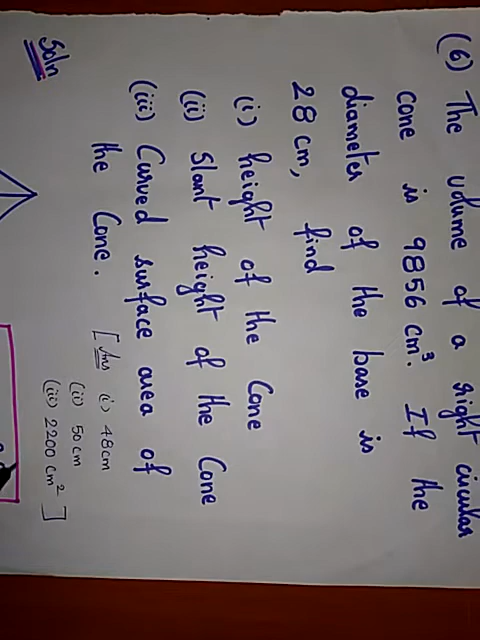 (6) The volume of a right circular
cone is 9856 cm³. If the
diameter of the base is
28 cm, find
(i) height of the Cone
(ii) Slant height of the Cone
(iii) Curved surface area of
the Cone.
[Ans (i) 48cm
(ii) 50 cm
(iii) 2200 cm² ]
Soln